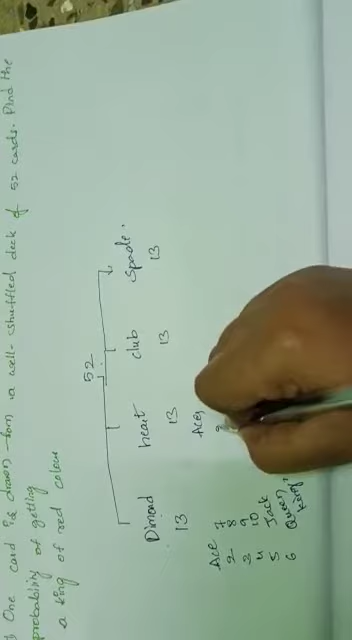 ) One card is drawn from a well-shuffled deck of 52 cards. Find the
probability of getting
a king of red colour
52
Dimond heart club Spade.
13 13 13 13
Ace 7
2 8
3 9
4 10
5 Jack
6 Queen,
king
Aces